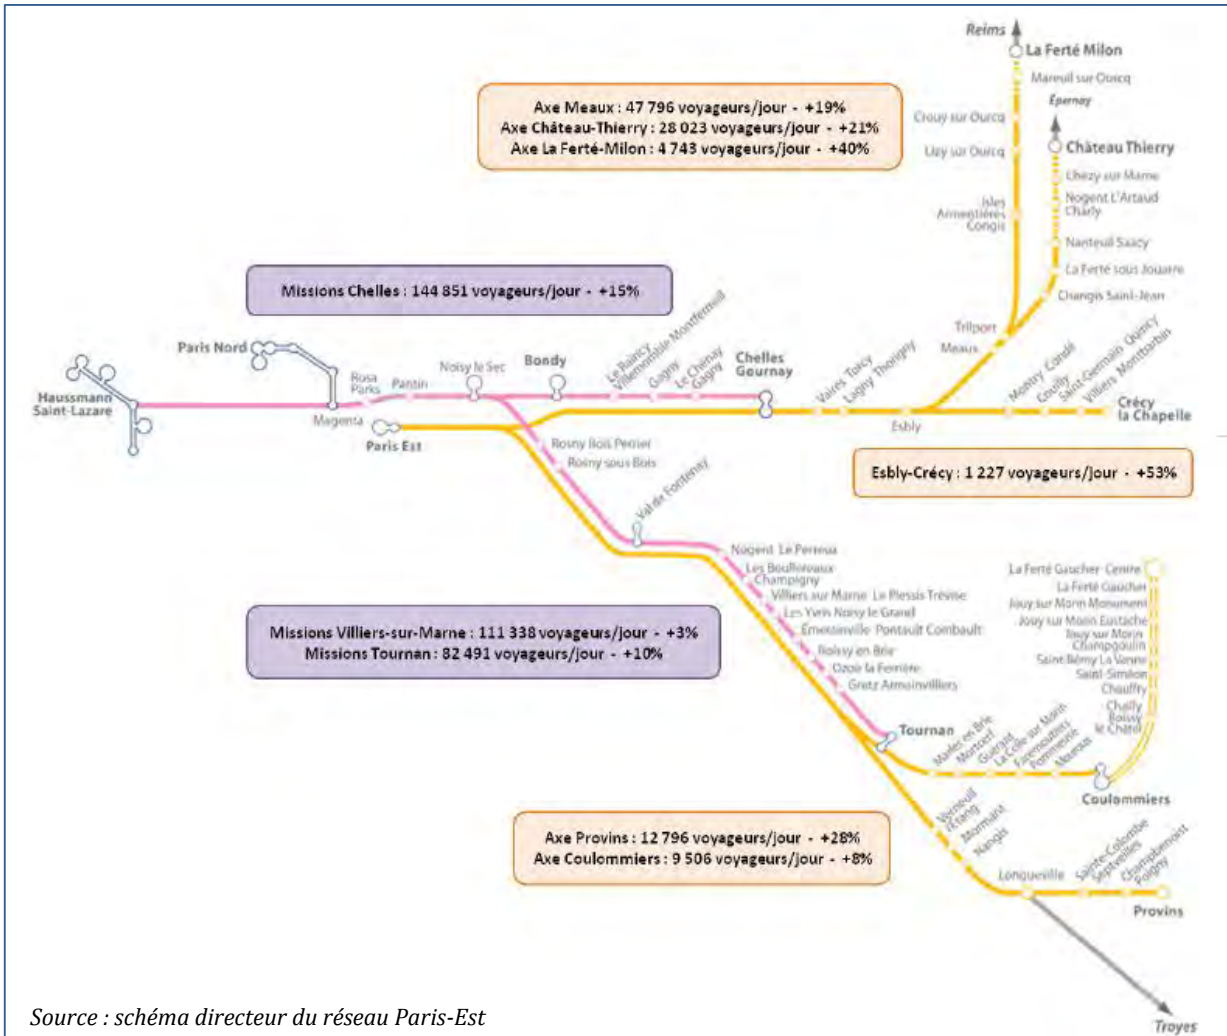 Reims
La Ferté Milon
Mareuil sur Ourcq
Epernay
Axe Meaux : 47 796 voyageurs/jour - +19%
Axe Château-Thierry : 28 023 voyageurs/jour - +21%
Axe La Ferté-Milon : 4 743 voyageurs/jour - +40%
Crouy sur Ourcq
Lizy sur Ourcq
Château Thierry
Chézy sur Marne
Nogent L'Artaud
Charly
Isles
Armentières
Congis
Nanteuil Saacy
La Ferté sous Jouarre
Changis Saint-Jean
Missions Chelles : 144 851 voyageurs/jour - +15%
Trilport
Meaux
Paris Nord
Noisy le Sec
Bondy
Le Raincy
Villemomble Montfermeil
Gagny
Le Chénay
Gagny
Chelles
Gournay
Vaires Torcy
Lagny Thorigny
Montry Condé
Couilly
Saint-Germain Quincy
Villiers Montbarbin
Haussmann
Saint-Lazare
Rosa
Parks
Pantin
Magenta
Paris Est
Esbly
Crécy
la Chapelle
Rosny Bois Perrier
Rosny sous Bois
Esbly-Crécy : 1 227 voyageurs/jour - +53%
Val de Fontenay
Nogent Le Perreux
Les Boullereaux
Champigny
Villiers sur Marne Le Plessis Trévise
Les Yvris Noisy le Grand
Émerainville Pontault Combault
Roissy en Brie
Ozoir la Ferrière
Gretz Armainvilliers
La Ferté Gaucher Centre
La Ferté Gaucher
Jouy sur Morin Monument
Jouy sur Morin Eustache
Jouy sur Morin
Champgoulin
Saint Rémy La Vanne
Saint-Siméon
Chauffry
Chailly
Boissy
le Châtel
Missions Villiers-sur-Marne : 111 338 voyageurs/jour - +3%
Missions Tournan : 82 491 voyageurs/jour - +10%
Tournan
Marles en Brie
Mortcerf
Guérard
La Celle sur Morin
Faremoutiers
Pommeuse
Mouroux
Coulommiers
Axe Provins : 12 796 voyageurs/jour - +28%
Axe Coulommiers : 9 506 voyageurs/jour - +8%
Verneuil
l'Étang
Mormant
Nangis
Longueville
Sainte-Colombe
Septveilles
Champbenoist
Poigny
Provins
Troyes
Source : schéma directeur du réseau Paris-Est